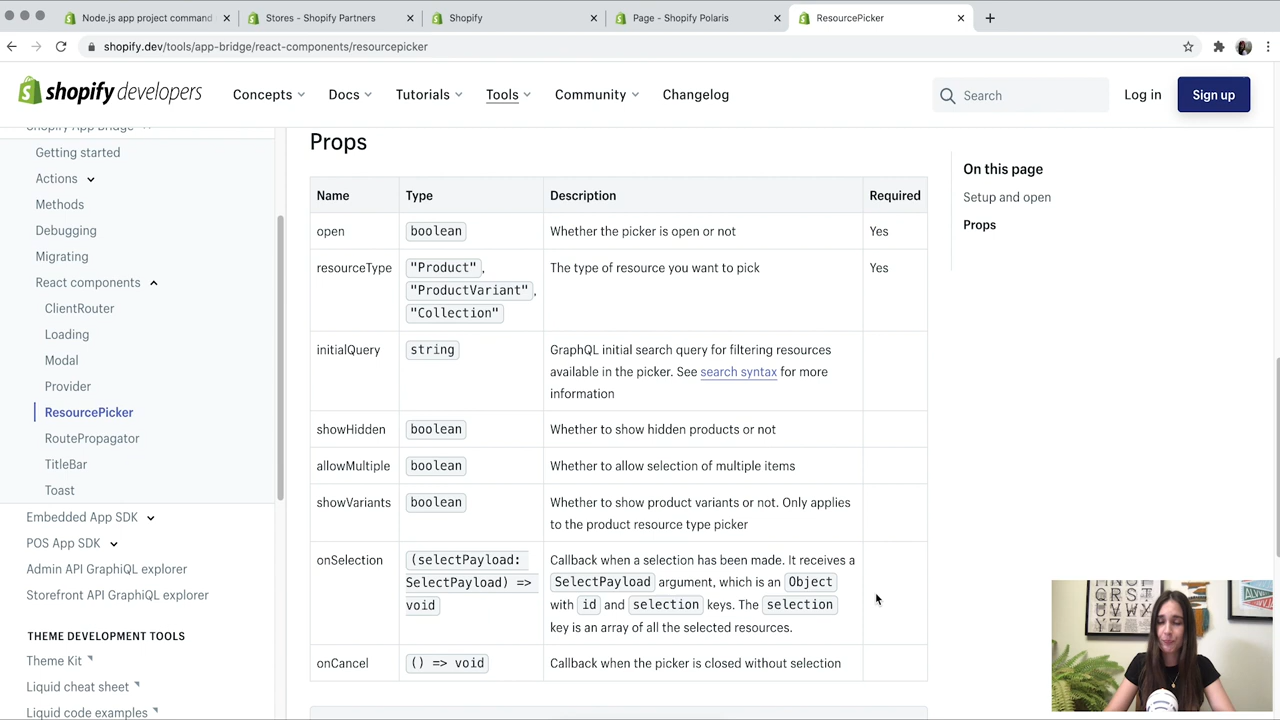 Node.js app project command
Stores - Shopify Partners
Shopify
Page - Shopify Polaris
ResourcePicker
shopify.dev/tools/app-bridge/react-components/resourcepicker
shopify developers
Concepts
Docs
Tutorials
Tools
Community
Changelog
Search
Log in
Sign up
Shopify App Bridge
Getting started
Actions
Methods
Debugging
Migrating
React components
ClientRouter
Loading
Modal
Provider
ResourcePicker
RoutePropagator
TitleBar
Toast
Embedded App SDK
POS App SDK
Admin API GraphiQL explorer
Storefront API GraphiQL explorer
THEME DEVELOPMENT TOOLS
Theme Kit
Liquid cheat sheet
Liquid code examples
Props
Name Type Description Required
open boolean Whether the picker is open or not Yes
resourceType "Product", The type of resource you want to pick Yes
"ProductVariant",
"Collection"
initialQuery string GraphQL initial search query for filtering resources
available in the picker. See search syntax for more
information
showHidden boolean Whether to show hidden products or not
allowMultiple boolean Whether to allow selection of multiple items
showVariants boolean Whether to show product variants or not. Only applies
to the product resource type picker
onSelection (selectPayload: Callback when a selection has been made. It receives a
SelectPayload) => SelectPayload argument, which is an Object
void with id and selection keys. The selection
key is an array of all the selected resources.
onCancel () => void Callback when the picker is closed without selection
On this page
Setup and open
Props